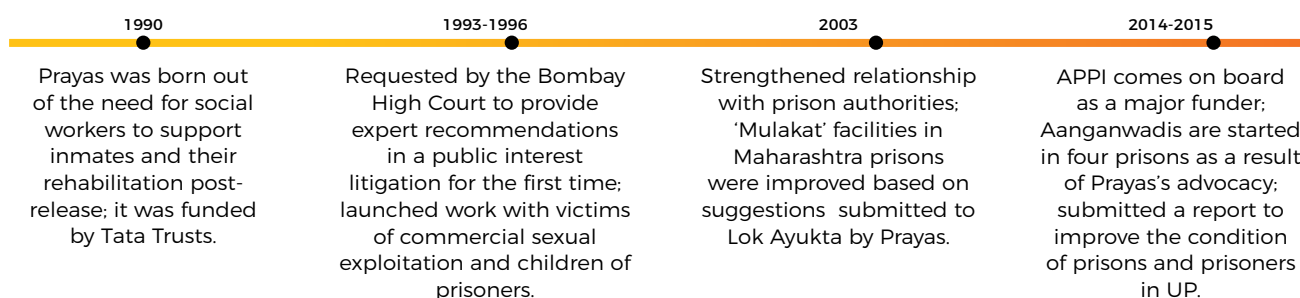 1990
Prayas was born out
of the need for social
workers to support
inmates and their
rehabilitation post-
release; it was funded
by Tata Trusts.
1993-1996
Requested by the Bombay
High Court to provide
expert recommendations
in a public interest
litigation for the first time;
launched work with victims
of commercial sexual
exploitation and children of
prisoners.
2003
Strengthened relationship
with prison authorities;
‘Mulakat’ facilities in
Maharashtra prisons
were improved based on
suggestions submitted to
Lok Ayukta by Prayas.
2014-2015
APPI comes on board
as a major funder;
Aanganwadis are started
in four prisons as a result
of Prayas’s advocacy;
submitted a report to
improve the condition
of prisons and prisoners
in UP.